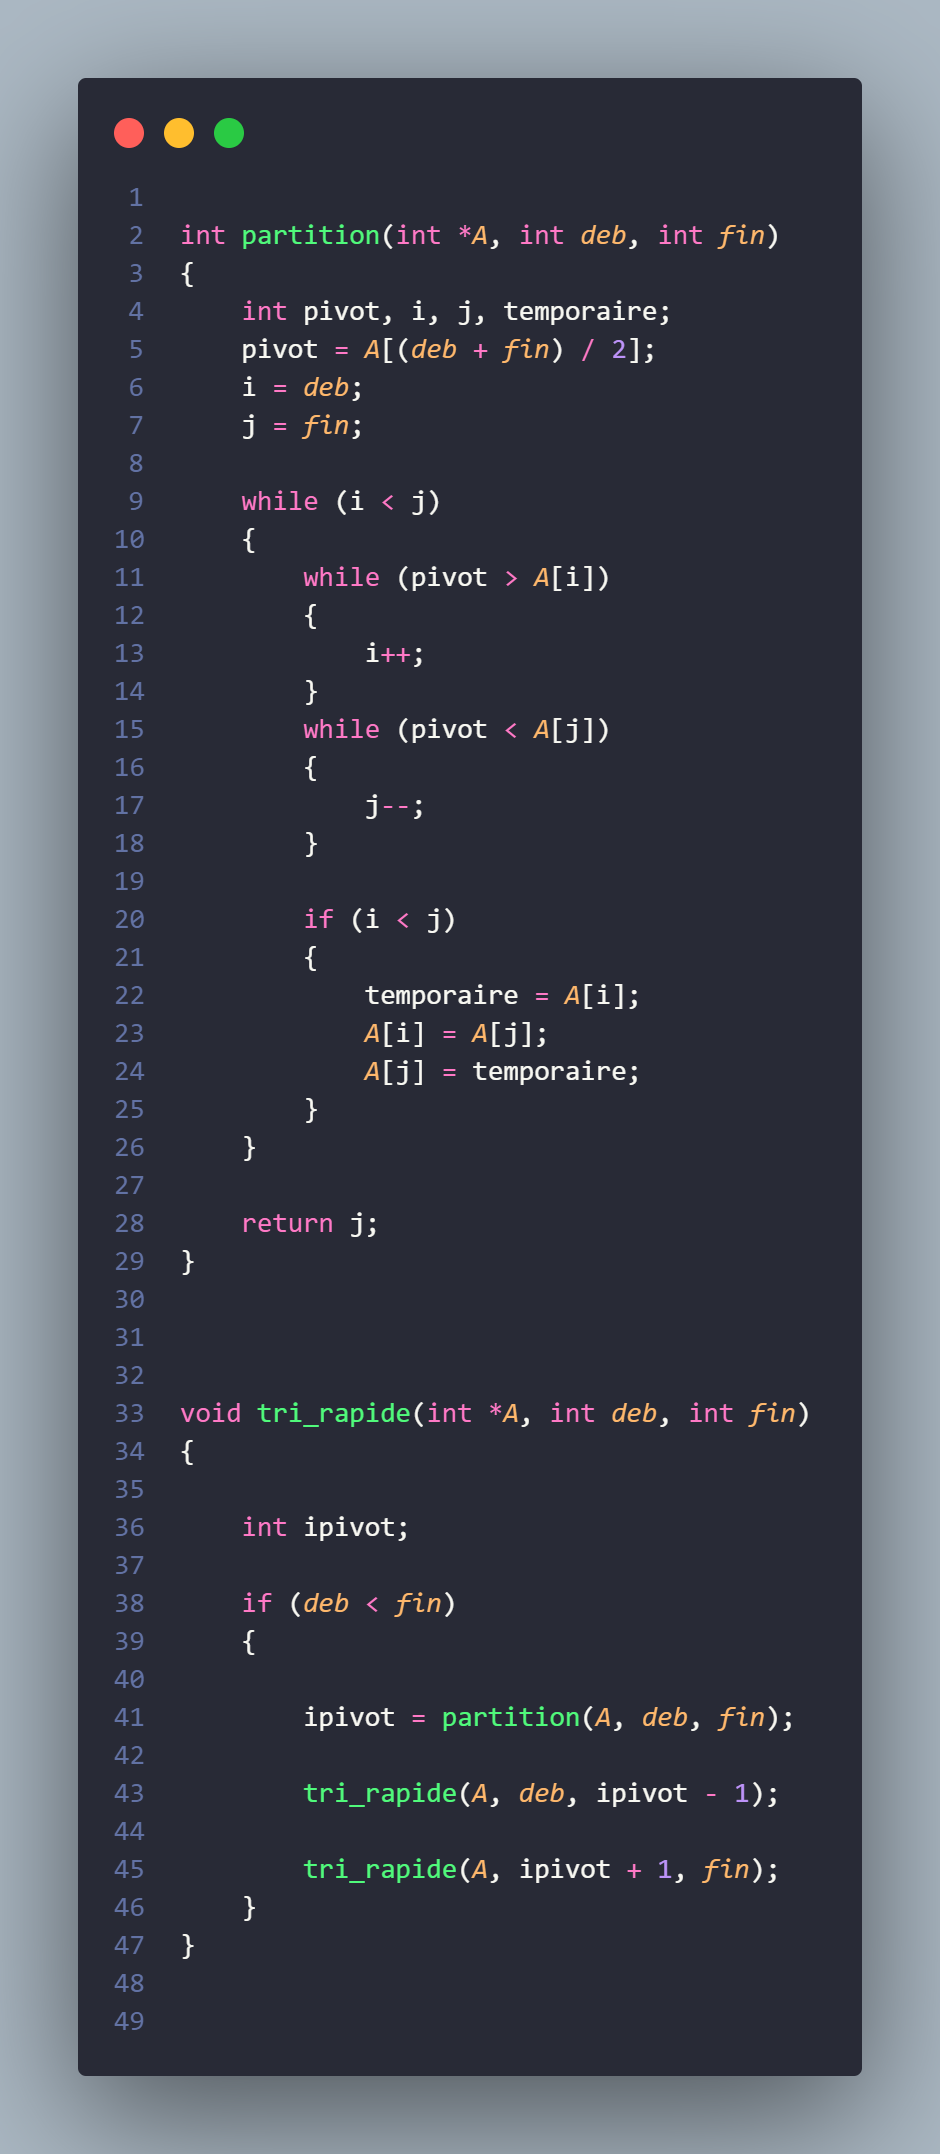 1
2 int partition(int *A, int deb, int fin)
3 {
4     int pivot, i, j, temporaire;
5     pivot = A[(deb + fin) / 2];
6     i = deb;
7     j = fin;
8
9     while (i < j)
10     {
11         while (pivot > A[i])
12         {
13             i++;
14         }
15         while (pivot < A[j])
16         {
17             j--;
18         }
19
20         if (i < j)
21         {
22             temporaire = A[i];
23             A[i] = A[j];
24             A[j] = temporaire;
25         }
26     }
27
28     return j;
29 }
30
31
32
33 void tri_rapide(int *A, int deb, int fin)
34 {
35
36     int ipivot;
37
38     if (deb < fin)
39     {
40
41         ipivot = partition(A, deb, fin);
42
43         tri_rapide(A, deb, ipivot - 1);
44
45         tri_rapide(A, ipivot + 1, fin);
46     }
47 }
48
49